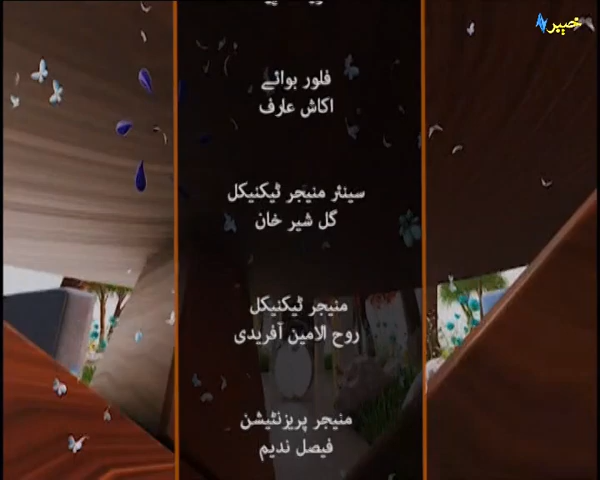 خیبر
فلور بوائے
اکاش عارف
سینئر منیجر ٹیکنیکل
گل شیر خان
منیجر ٹیکنیکل
روح الامین آفریدی
منیجر پریزنٹیشن
فیصل ندیم